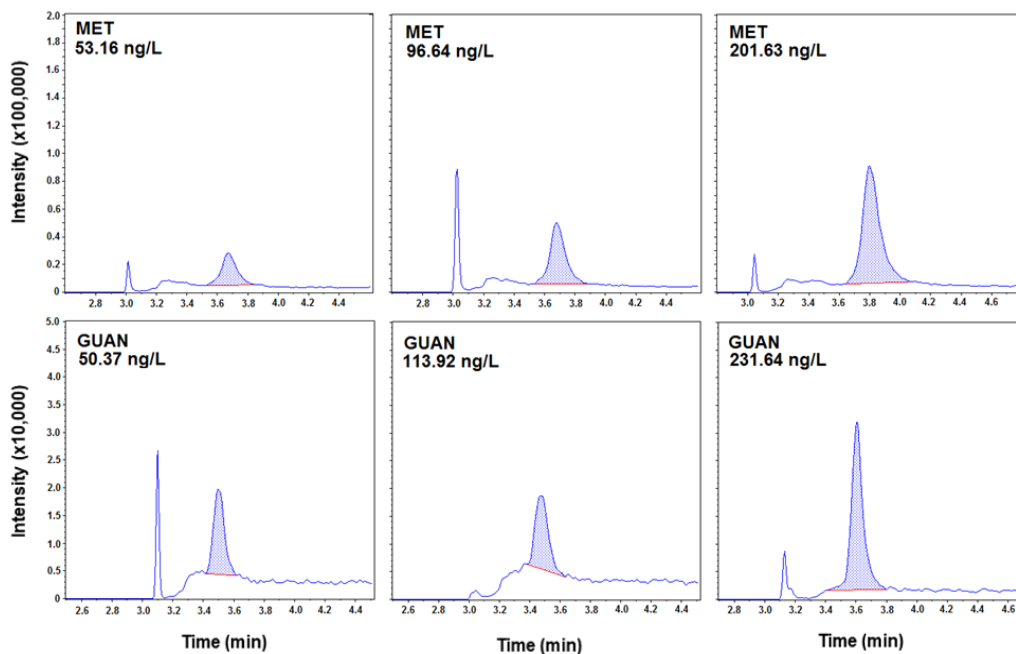 MET
53.16 ng/L
MET
96.64 ng/L
MET
201.63 ng/L
Intensity (x100,000)
2.0
1.8
1.6
1.4
1.2
1.0
0.8
0.6
0.4
0.2
0
2.8 3.0 3.2 3.4 3.6 3.8 4.0 4.2 4.4
2.8 3.0 3.2 3.4 3.6 3.8 4.0 4.2 4.4
3.0 3.2 3.4 3.6 3.8 4.0 4.2 4.4 4.6
GUAN
50.37 ng/L
GUAN
113.92 ng/L
GUAN
231.64 ng/L
Intensity (x10,000)
5.0
4.5
4.0
3.5
3.0
2.5
2.0
1.5
1.0
0.5
0
2.6 2.8 3.0 3.2 3.4 3.6 3.8 4.0 4.2 4.4
2.6 2.8 3.0 3.2 3.4 3.6 3.8 4.0 4.2 4.4
2.8 3.0 3.2 3.4 3.6 3.8 4.0 4.2 4.4 4.6
Time (min)
Time (min)
Time (min)